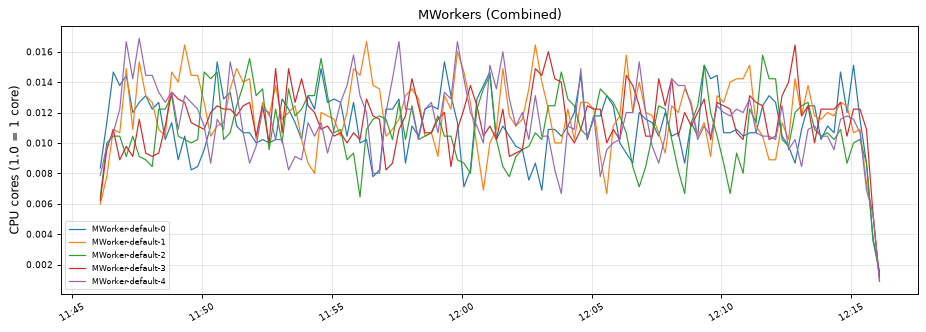 MWorkers (Combined)
CPU cores (1.0 = 1 core)
0.016
0.014
0.012
0.010
0.008
0.006
0.004
0.002
MWorker-default-0
MWorker-default-1
MWorker-default-2
MWorker-default-3
MWorker-default-4
11:45
11:50
11:55
12:00
12:05
12:10
12:15